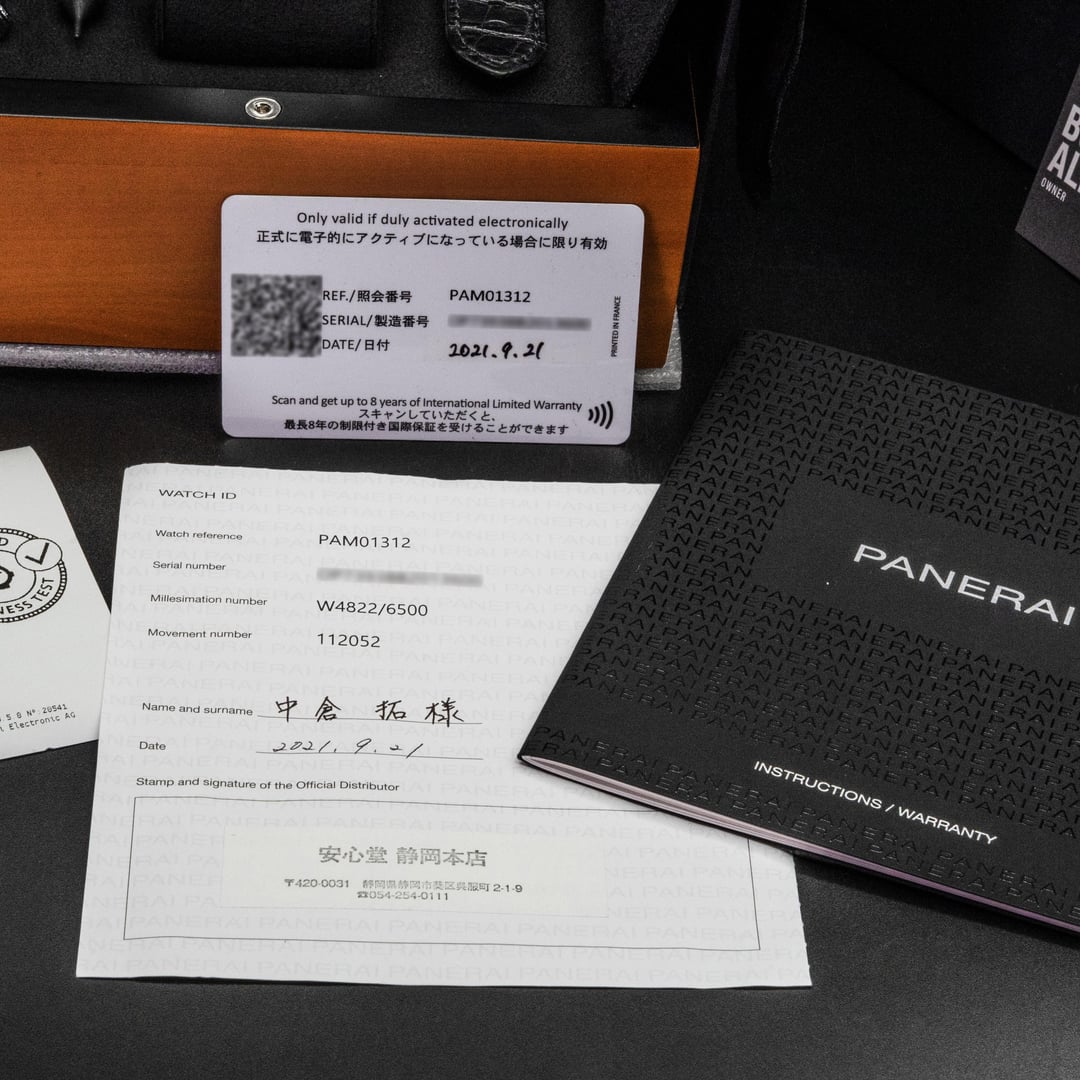 Only valid if duly activated electronically
正式に電子的にアクティブになっている場合に限り有効
REF./照会番号 PAM01312
SERIAL/製造番号
DATE/日付 2021.9.21
PRINTED IN FRANCE
Scan and get up to 8 years of International Limited Warranty
スキャンしていただくと、
最長8年の制限付き国際保証を受けることができます
OWNER
WATCH ID
Watch reference PAM01312
Serial number
Millesimation number W4822/6500
Movement number 112052
Name and surname 中倉 拓 様
Date 2021.9.21
Stamp and signature of the Official Distributor
安心堂 静岡本店
〒420-0031 静岡県静岡市葵区呉服町 2-1-9
☎054-254-0111
PANERAI
INSTRUCTIONS / WARRANTY
TEST
Nº 20541
Electronic AG